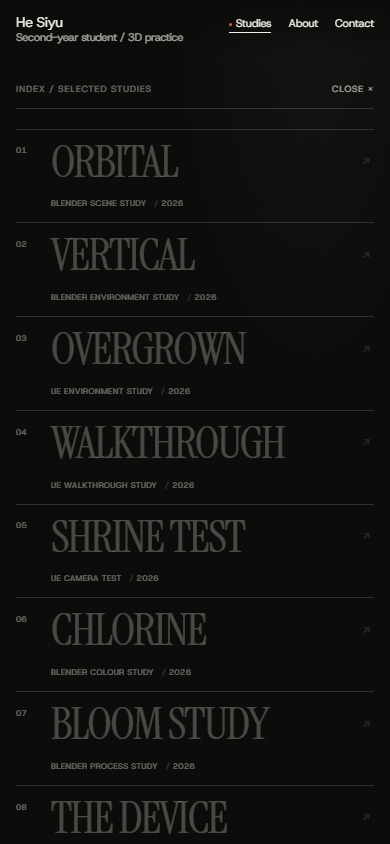 He Siyu
Second-year student / 3D practice
• Studies About Contact
INDEX / SELECTED STUDIES CLOSE ×
01 ORBITAL ↗
BLENDER SCENE STUDY / 2026
02 VERTICAL ↗
BLENDER ENVIRONMENT STUDY / 2026
03 OVERGROWN ↗
UE ENVIRONMENT STUDY / 2026
04 WALKTHROUGH ↗
UE WALKTHROUGH STUDY / 2026
05 SHRINE TEST ↗
UE CAMERA TEST / 2026
06 CHLORINE ↗
BLENDER COLOUR STUDY / 2026
07 BLOOM STUDY ↗
BLENDER PROCESS STUDY / 2026
08 THE DEVICE ↗